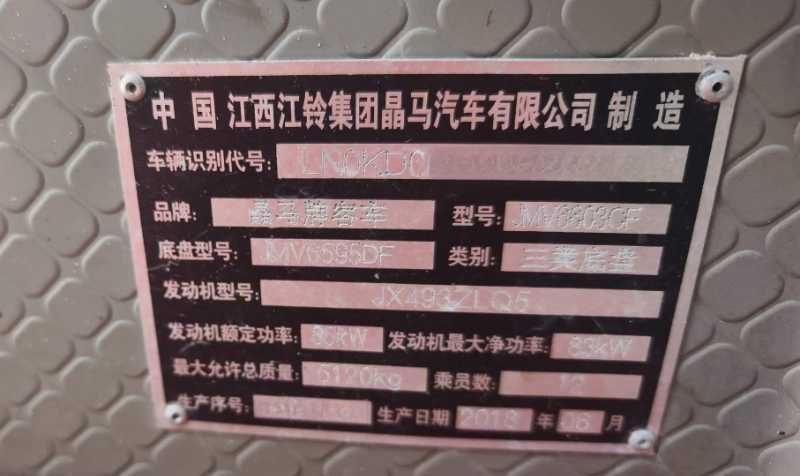 中国 江西江铃集团晶马汽车有限公司 制造
车辆识别代号: LN0KD0
品牌: 晶马牌客车 型号: JMV6603CF
底盘型号: JMV6595DF 类别: 三类底盘
发动机型号: JX493ZLQ5
发动机额定功率: 85kW 发动机最大净功率: 83kW
最大允许总质量: 5120kg 乘员数:
生产序号: 生产日期 2018 年 06 月